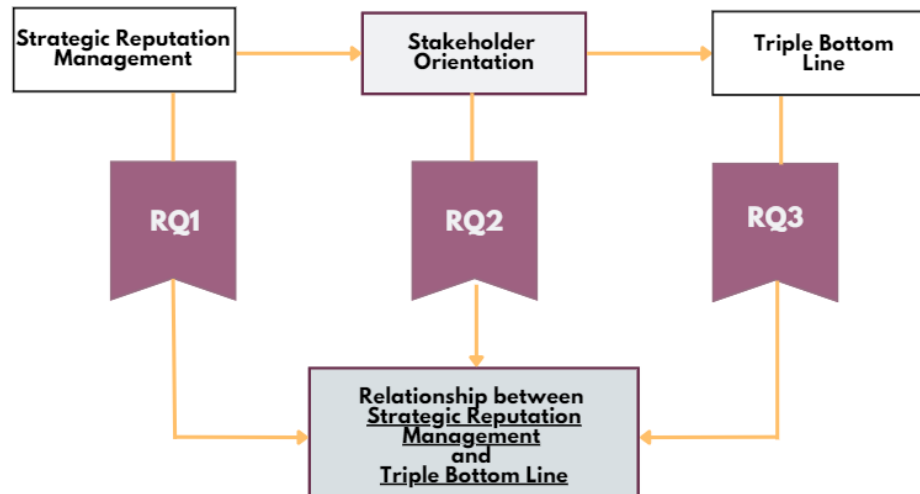 Strategic Reputation
Management
Stakeholder
Orientation
Triple Bottom
Line
RQ1
RQ2
RQ3
Relationship between
Strategic Reputation
Management
and
Triple Bottom Line